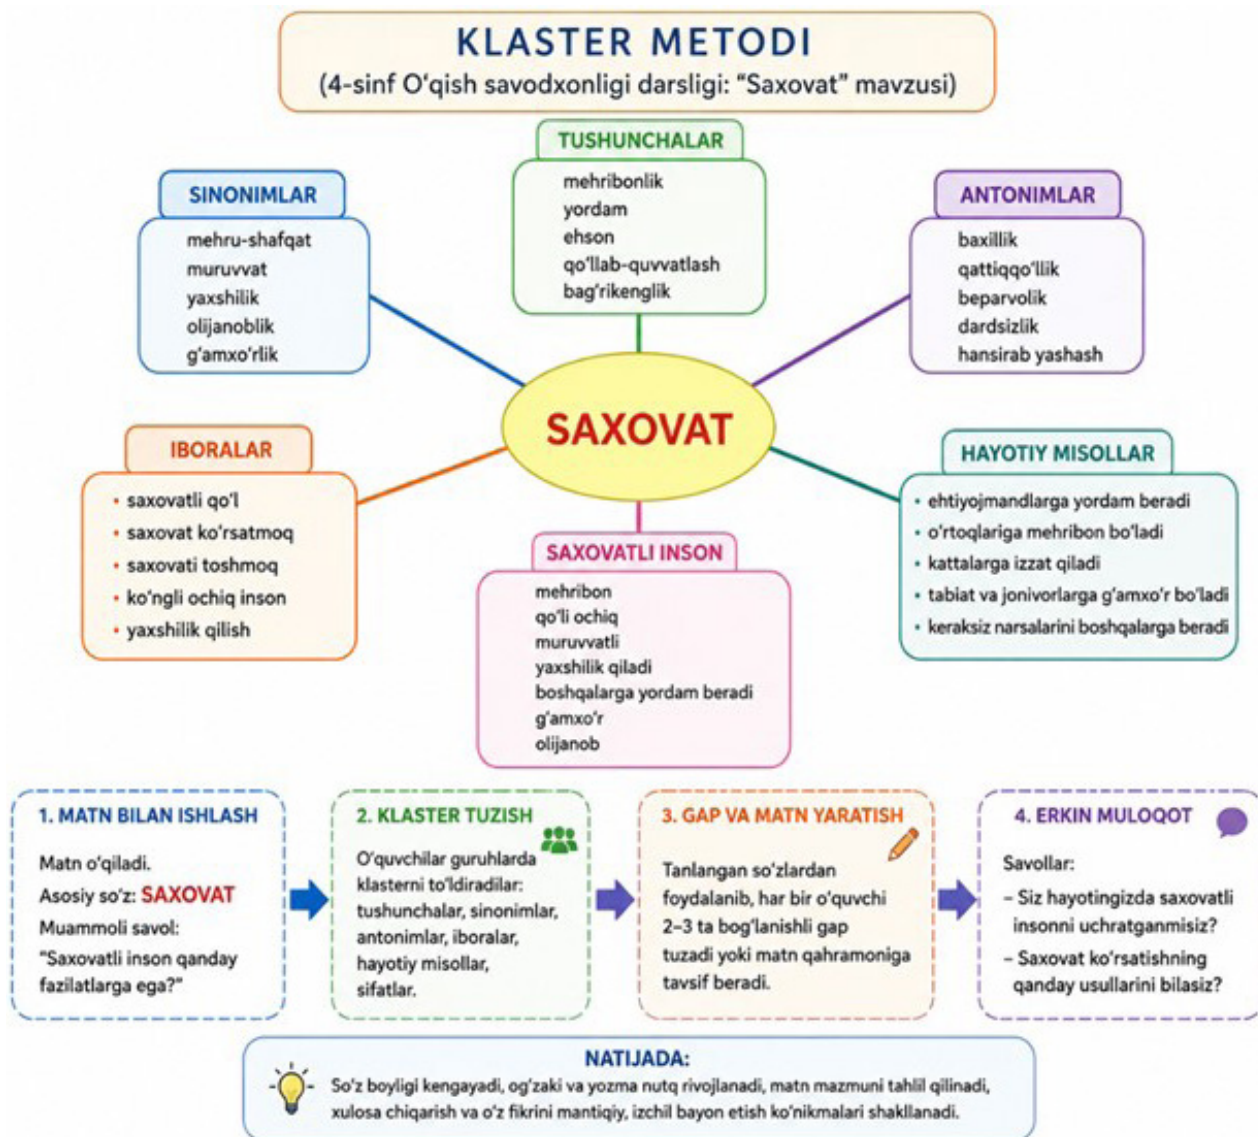 KLASTER METODI
(4-sinf O‘qish savodxonligi darsligi: “Saxovat” mavzusi)
TUSHUNCHALAR
mehribonlik
yordam
ehson
qo‘llab-quvvatlash
bag‘rikenglik
SINONIMLAR
mehru-shafqat
muruvvat
yaxshilik
olijanoblik
g‘amxo‘rlik
ANTONIMLAR
baxillik
qattiqqo‘llik
beparvolik
dardsizlik
hansirab yashash
SAXOVAT
IBORALAR
• saxovatli qo‘l
• saxovat ko‘rsatmoq
• saxovati toshmoq
• ko‘ngli ochiq inson
• yaxshilik qilish
SAXOVATLI INSON
mehribon
qo‘li ochiq
muruvvatli
yaxshilik qiladi
boshqalarga yordam beradi
g‘amxo‘r
olijanob
HAYOTIY MISOLLAR
• ehtiyojmandlarga yordam beradi
• o‘rtoqlariga mehribon bo‘ladi
• kattalarga izzat qiladi
• tabiat va jonivorlarga g‘amxo‘r bo‘ladi
• keraksiz narsalarini boshqalarga beradi
1. MATN BILAN ISHLASH
Matn o‘qiladi.
Asosiy so‘z: SAXOVAT
Muammoli savol:
“Saxovatli inson qanday
fazilatlarga ega?”
2. KLASTER TUZISH
O‘quvchilar guruhlarda
klasterni to‘ldiradilar:
tushunchalar, sinonimlar,
antonimlar, iboralar,
hayotiy misollar,
sifatlar.
3. GAP VA MATN YARATISH
Tanlangan so‘zlardan
foydalanib, har bir o‘quvchi
2–3 ta bog‘lanishli gap
tuzadi yoki matn qahramoniga
tavsif beradi.
4. ERKIN MULOQOT
Savollar:
– Siz hayotingizda saxovatli
insonni uchratganmisiz?
– Saxovat ko‘rsatishning
qanday usullarini bilasiz?
NATIJADA:
So‘z boyligi kengayadi, og‘zaki va yozma nutq rivojlanadi, matn mazmuni tahlil qilinadi,
xulosa chiqarish va o‘z fikrini mantiqiy, izchil bayon etish ko‘nikmalari shakllanadi.